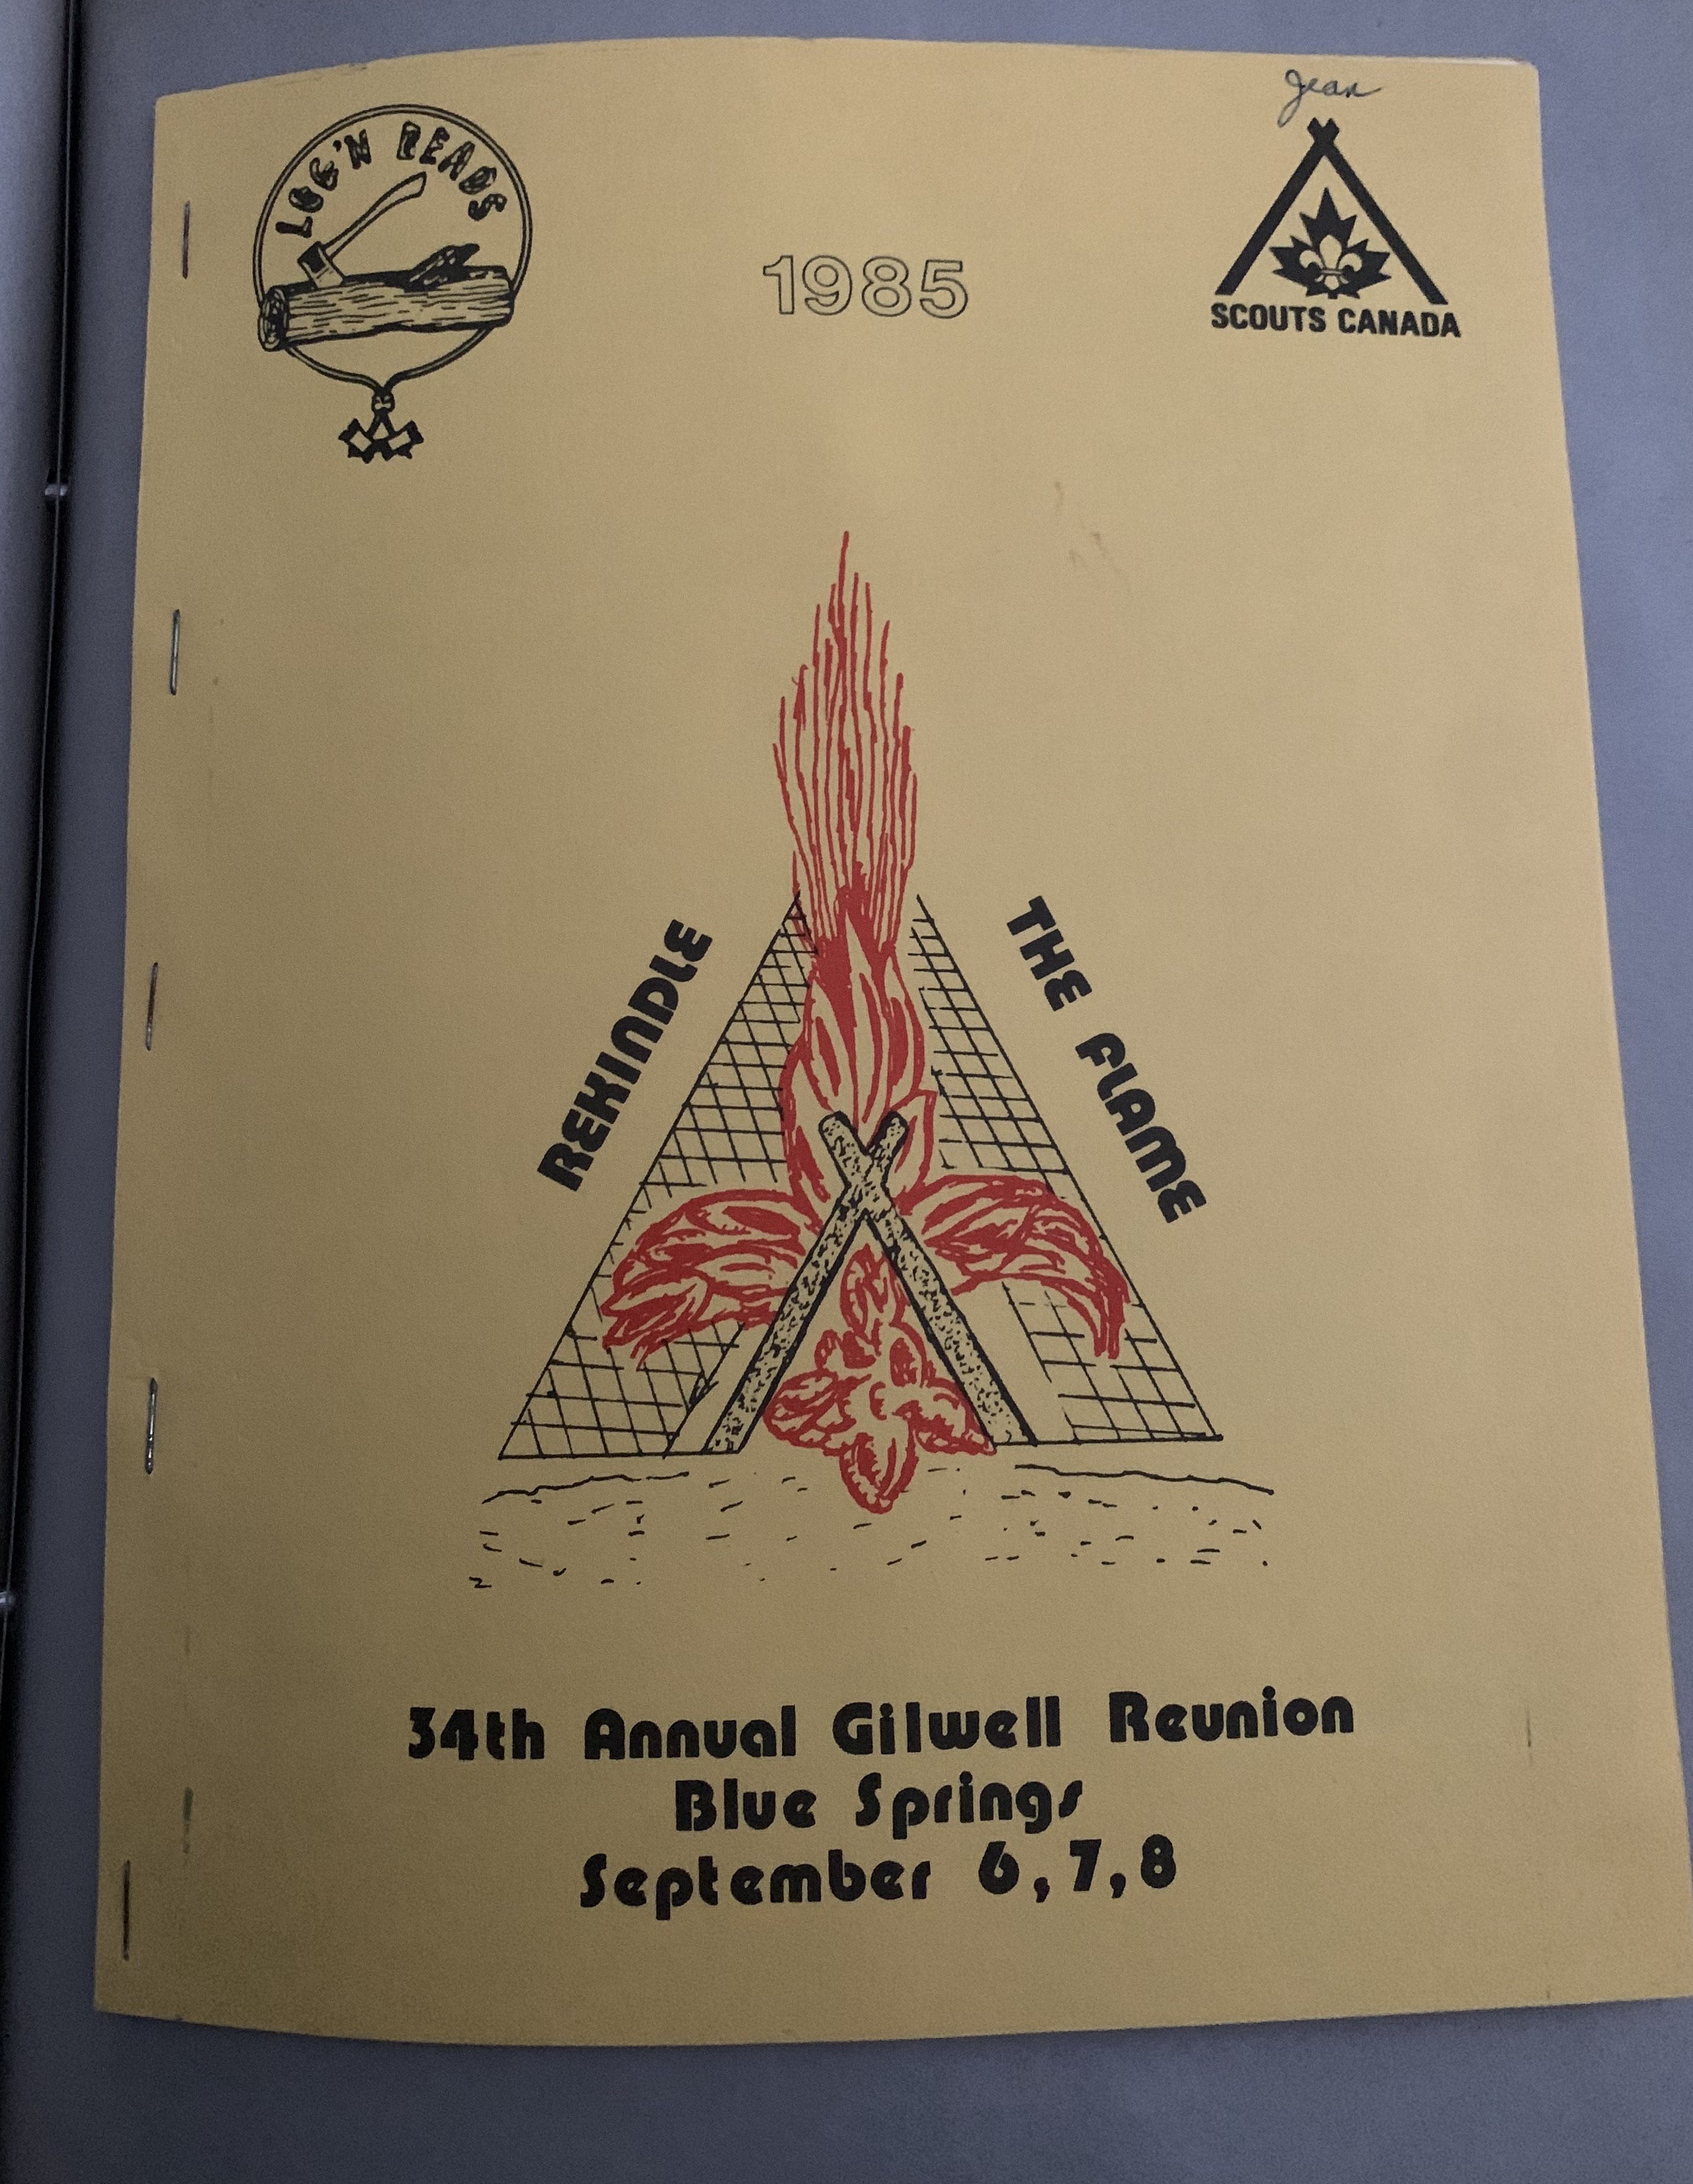 Jean
LOG'N BEADS
1985
SCOUTS CANADA
REKINDLE
THE FLAME
34th Annual Gilwell Reunion
Blue Springs
September 6,7,8